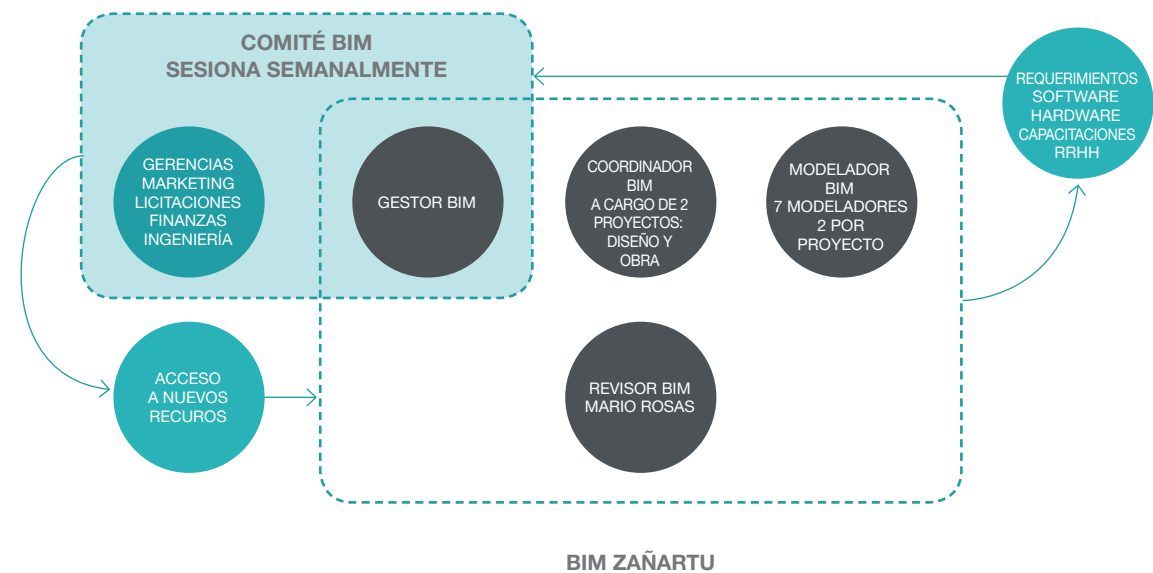 COMITÉ BIM
SESIONA SEMANALMENTE
REQUERIMIENTOS
SOFTWARE
HARDWARE
CAPACITACIONES
RRHH
GERENCIAS
MARKETING
LICITACIONES
FINANZAS
INGENIERÍA
GESTOR BIM
COORDINADOR
BIM
A CARGO DE 2
PROYECTOS:
DISEÑO Y
OBRA
MODELADOR
BIM
7 MODELADORES
2 POR
PROYECTO
ACCESO
A NUEVOS
RECUROS
REVISOR BIM
MARIO ROSAS
BIM ZAÑARTU